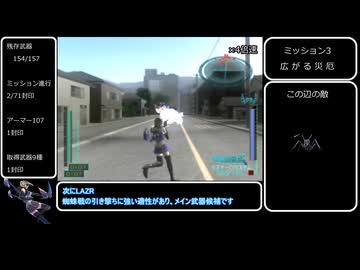 残存武器
154/157
ミッション進行
2/71封印
アーマー107
1封印
取得武器9種
1封印
×4倍速
ミッション3
広がる災厄
この辺の敵
次にLAZR
蜘蛛戦の引き撃ちに強い適性があり、メイン武器候補です